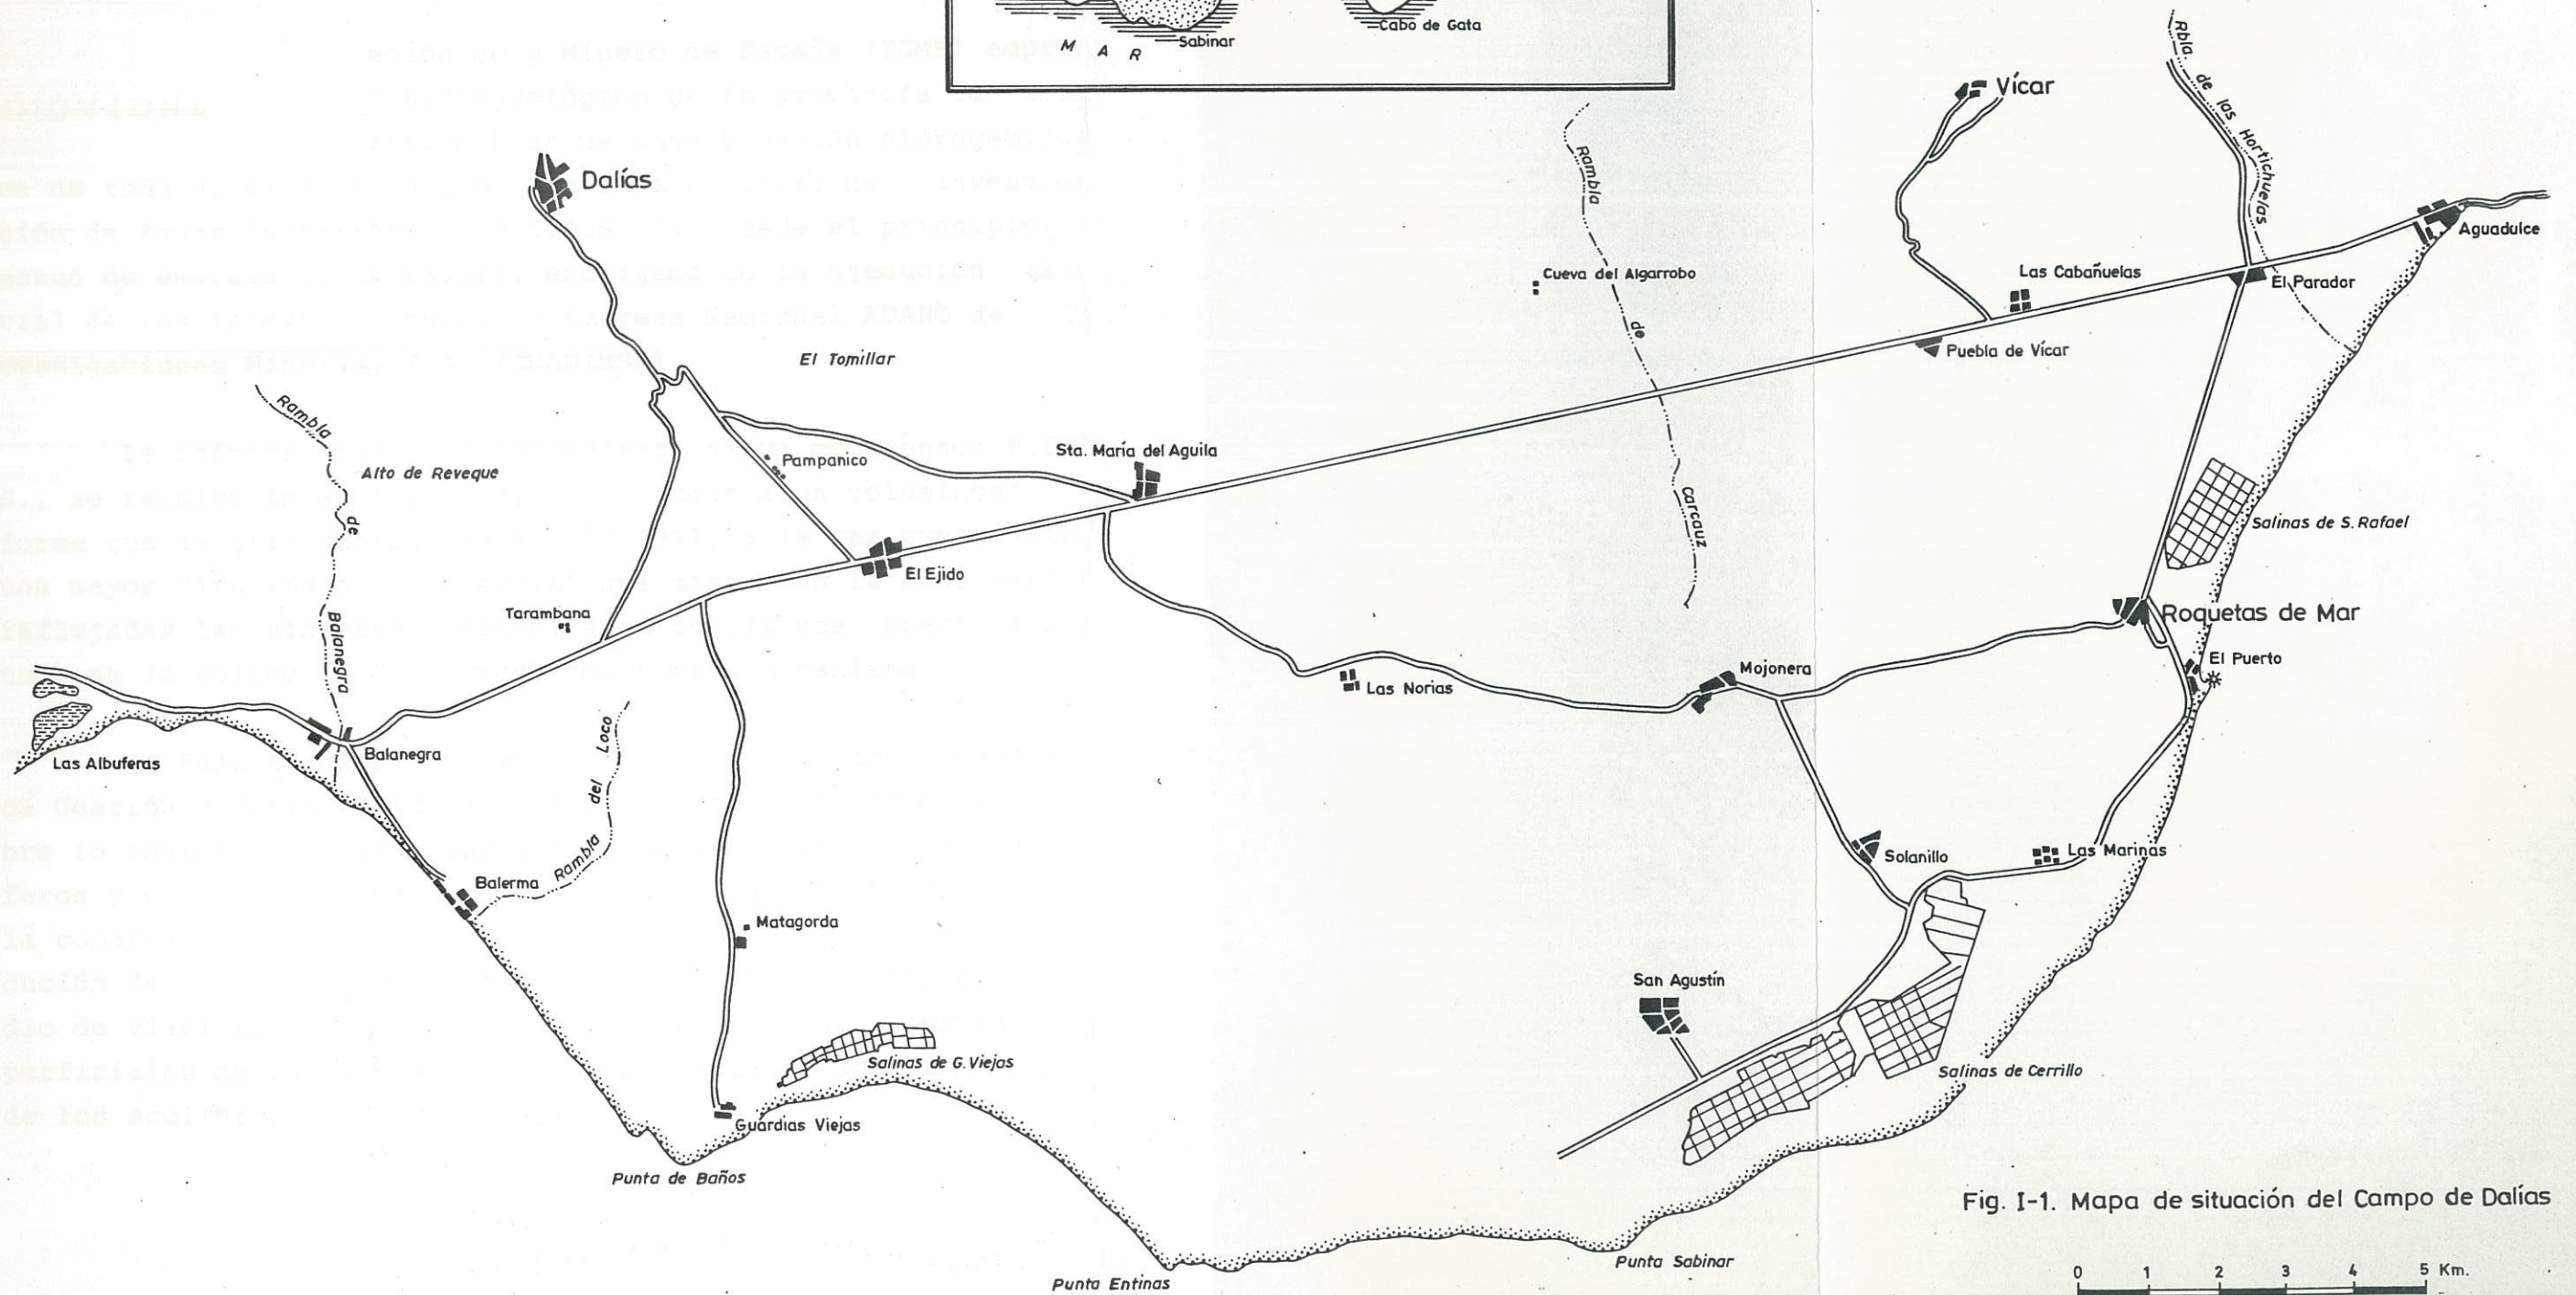 Cabo de Gata
Sabinar
MAR
Rbla de las Hortichuelas
Vícar
Rambla de Carcauz
Dalías
Aguadulce
Cueva del Algarrobo
Las Cabañuelas
El Parador
Puebla de Vícar
El Tomillar
Rambla de Balanegra
Alto de Reveque
Pampanico
Sta. María del Aguila
Salinas de S. Rafael
El Ejido
Tarambana
Roquetas de Mar
El Puerto
Mojonera
Las Norias
Balanegra
Las Albuferas
Rambla del Loco
Las Marinas
Solanillo
Balerma
Matagorda
San Agustín
Salinas de G. Viejas
Salinas de Cerrillo
Guardias Viejas
Punta de Baños
Fig. I-1. Mapa de situación del Campo de Dalías
Punta Sabinar
Punta Entinas
0 1 2 3 4 5 Km.